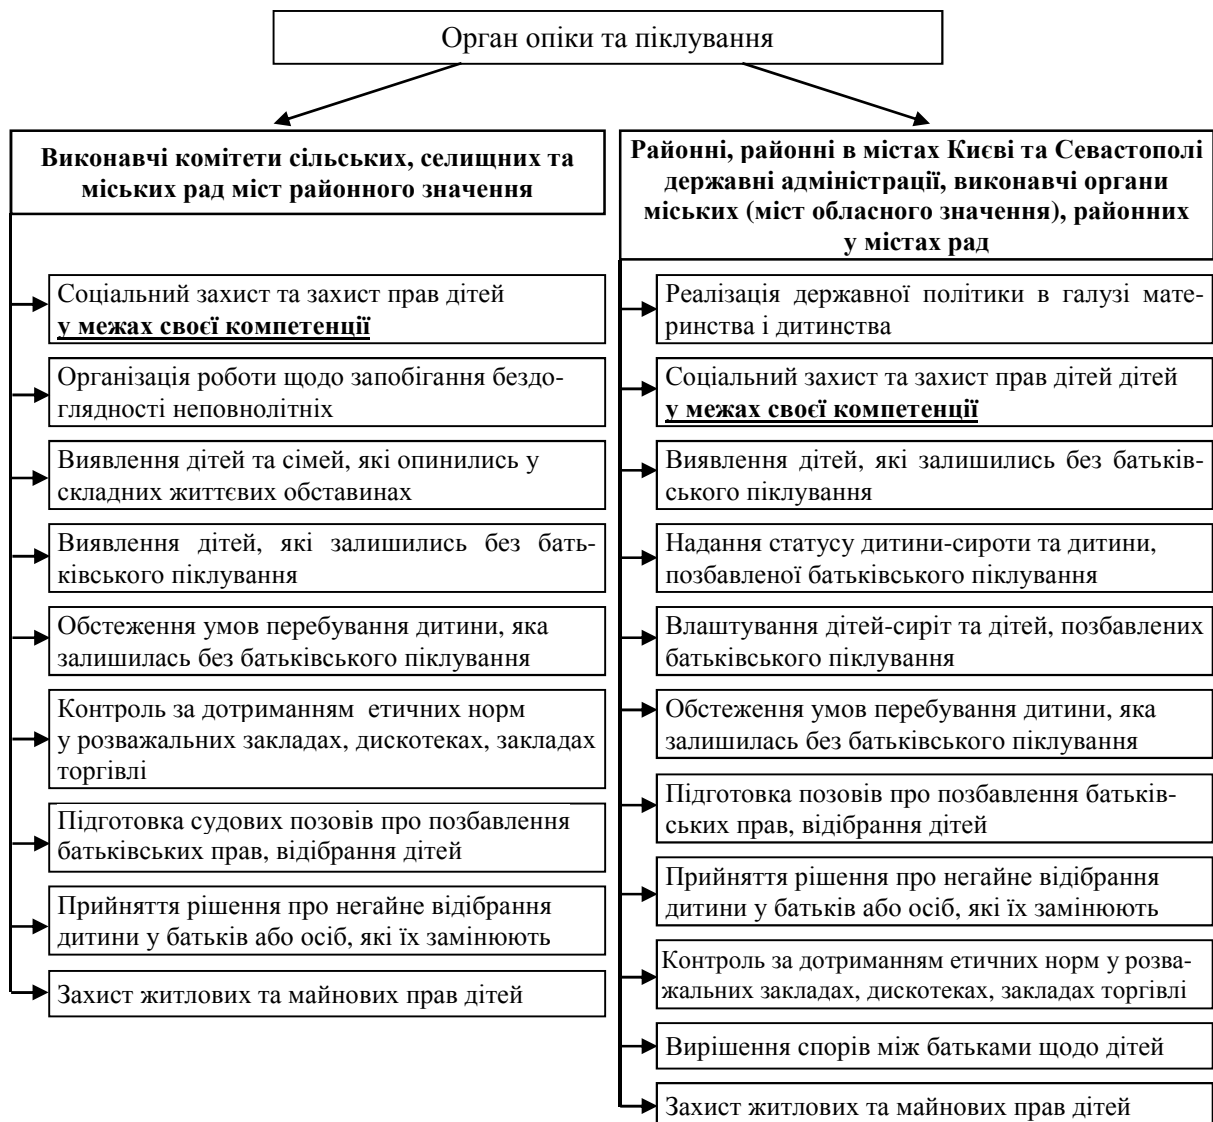 Орган опіки та піклування
Виконавчі комітети сільських, селищних та
міських рад міст районного значення
Соціальний захист та захист прав дітей
у межах своєї компетенції
Організація роботи щодо запобігання бездо-
глядності неповнолітніх
Виявлення дітей та сімей, які опинились у
складних життєвих обставинах
Виявлення дітей, які залишились без бать-
ківського піклування
Обстеження умов перебування дитини, яка
залишилась без батьківського піклування
Контроль за дотриманням етичних норм
у розважальних закладах, дискотеках, закладах
торгівлі
Підготовка судових позовів про позбавлення
батьківських прав, відібрання дітей
Прийняття рішення про негайне відібрання
дитини у батьків або осіб, які їх замінюють
Захист житлових та майнових прав дітей
Районні, районні в містах Києві та Севастополі
державні адміністрації, виконавчі органи
міських (міст обласного значення), районних
у містах рад
Реалізація державної політики в галузі мате-
ринства і дитинства
Соціальний захист та захист прав дітей дітей
у межах своєї компетенції
Виявлення дітей, які залишились без батьків-
ського піклування
Надання статусу дитини-сироти та дитини,
позбавленої батьківського піклування
Влаштування дітей-сиріт та дітей, позбавлених
батьківського піклування
Обстеження умов перебування дитини, яка
залишилась без батьківського піклування
Підготовка позовів про позбавлення батьків-
ських прав, відібрання дітей
Прийняття рішення про негайне відібрання
дитини у батьків або осіб, які їх замінюють
Контроль за дотриманням етичних норм у розва-
жальних закладах, дискотеках, закладах торгівлі
Вирішення спорів між батьками щодо дітей
Захист житлових та майнових прав дітей